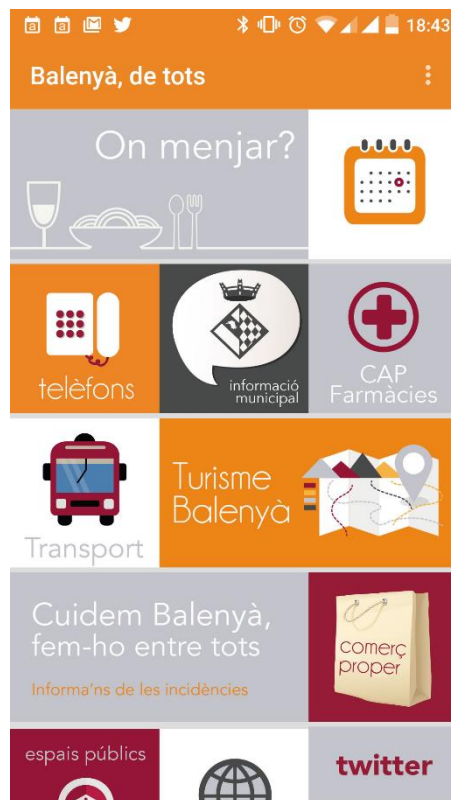 18:43
Balenyà, de tots
On menjar?
telèfons
informació
municipal
CAP
Farmàcies
Transport
Turisme
Balenyà
Cuidem Balenyà,
fem-ho entre tots
Informa'ns de les incidències
comerç
proper
espais públics
twitter